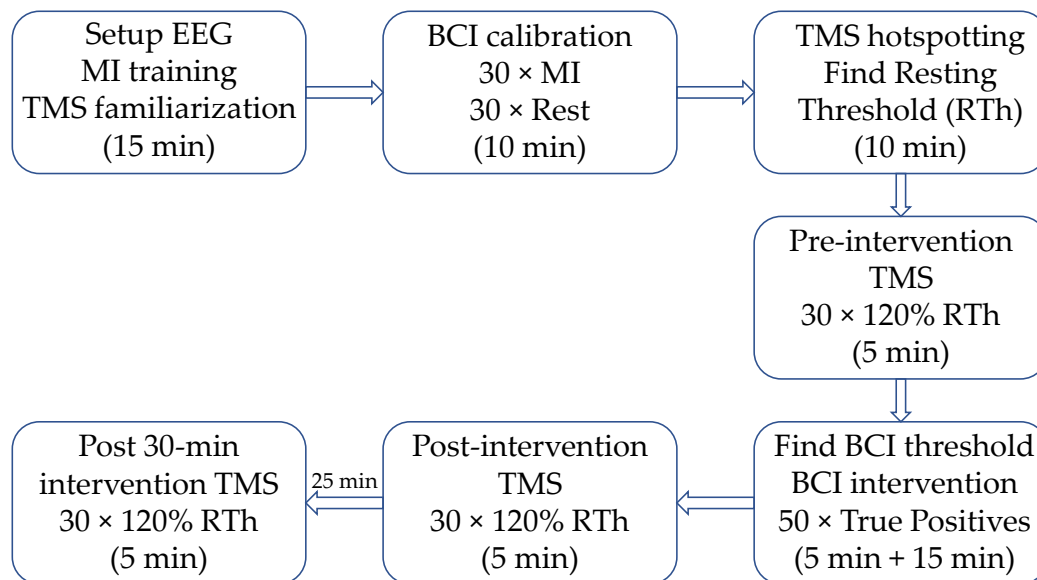 Setup EEG
MI training
TMS familiarization
(15 min)
BCI calibration
30 × MI
30 × Rest
(10 min)
TMS hotspotting
Find Resting
Threshold (RTh)
(10 min)
Pre-intervention
TMS
30 × 120% RTh
(5 min)
Find BCI threshold
BCI intervention
50 × True Positives
(5 min + 15 min)
Post-intervention
TMS
30 × 120% RTh
(5 min)
25 min
Post 30-min
intervention TMS
30 × 120% RTh
(5 min)